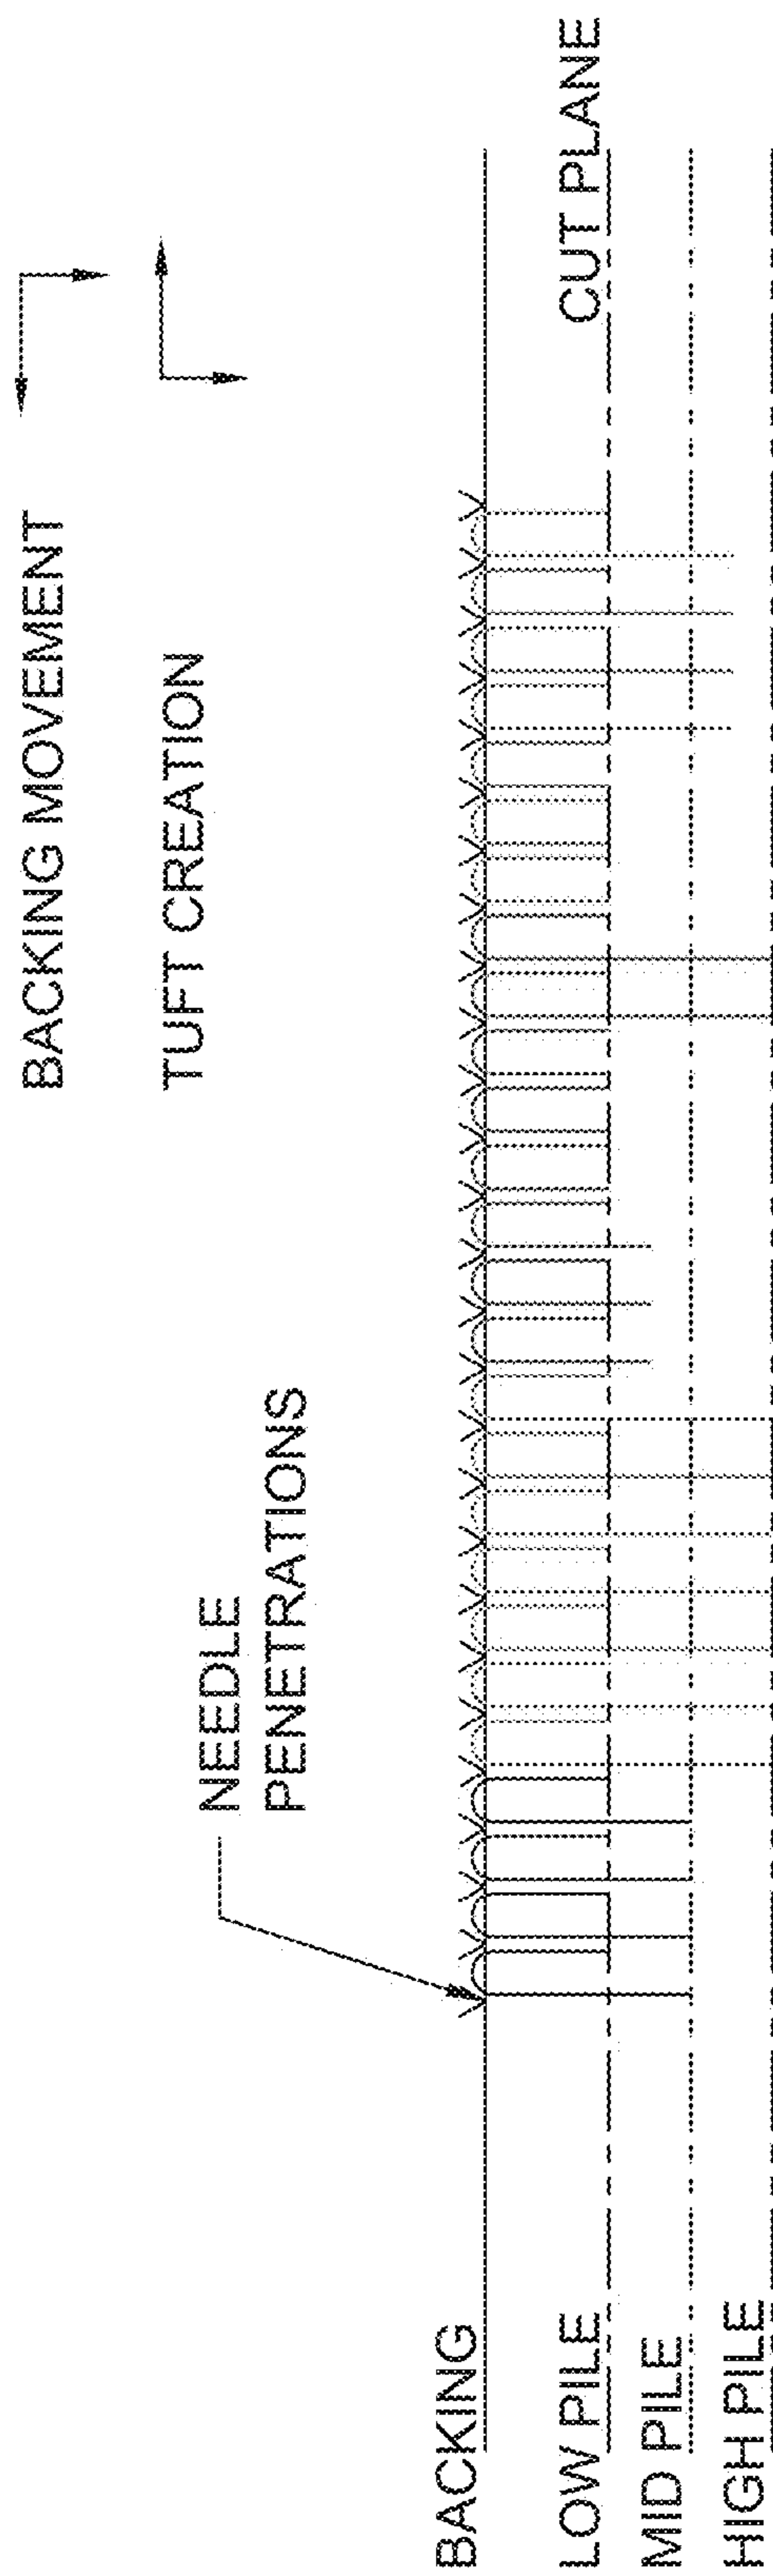 BACKING MOVEMENT
TUFT CREATION
NEEDLE
PENETRATIONS
BACKING
CUT PLANE
LOW PILE
MID PILE
HIGH PILE